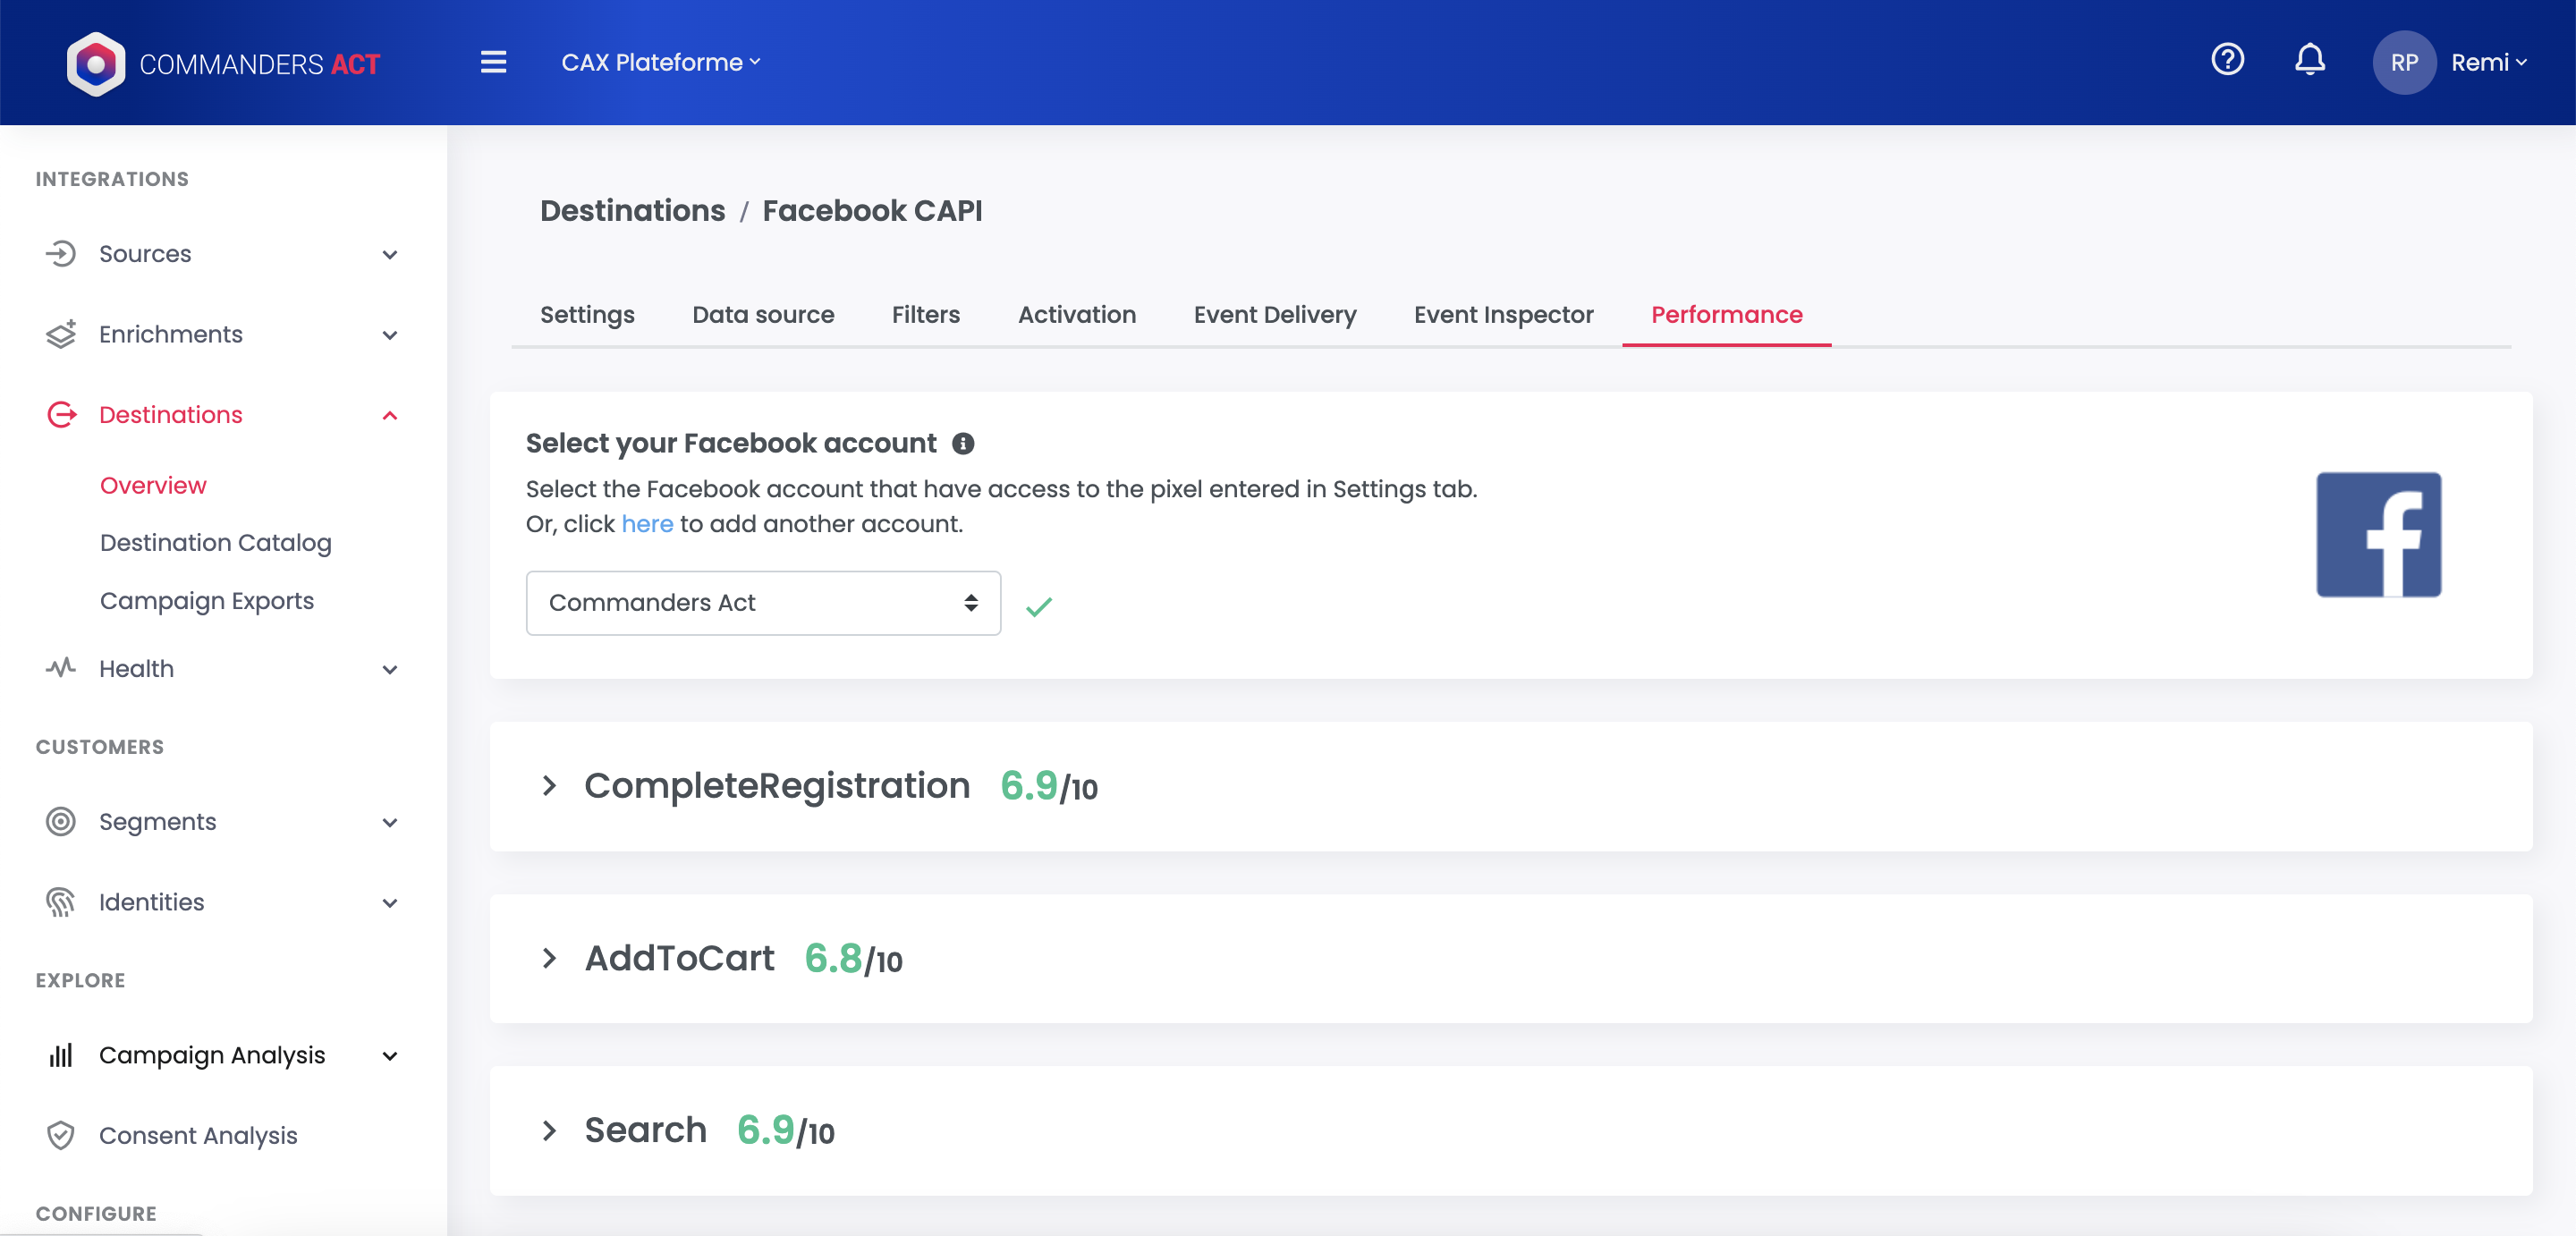 COMMANDERS ACT
CAX Plateforme
RP
Remi
INTEGRATIONS
Sources
Enrichments
Destinations
Overview
Destination Catalog
Campaign Exports
Health
CUSTOMERS
Segments
Identities
EXPLORE
Campaign Analysis
Consent Analysis
CONFIGURE
Destinations / Facebook CAPI
Settings Data source Filters Activation Event Delivery Event Inspector Performance
Select your Facebook account
Select the Facebook account that have access to the pixel entered in Settings tab.
Or, click here to add another account.
Commanders Act
CompleteRegistration 6.9/10
AddToCart 6.8/10
Search 6.9/10